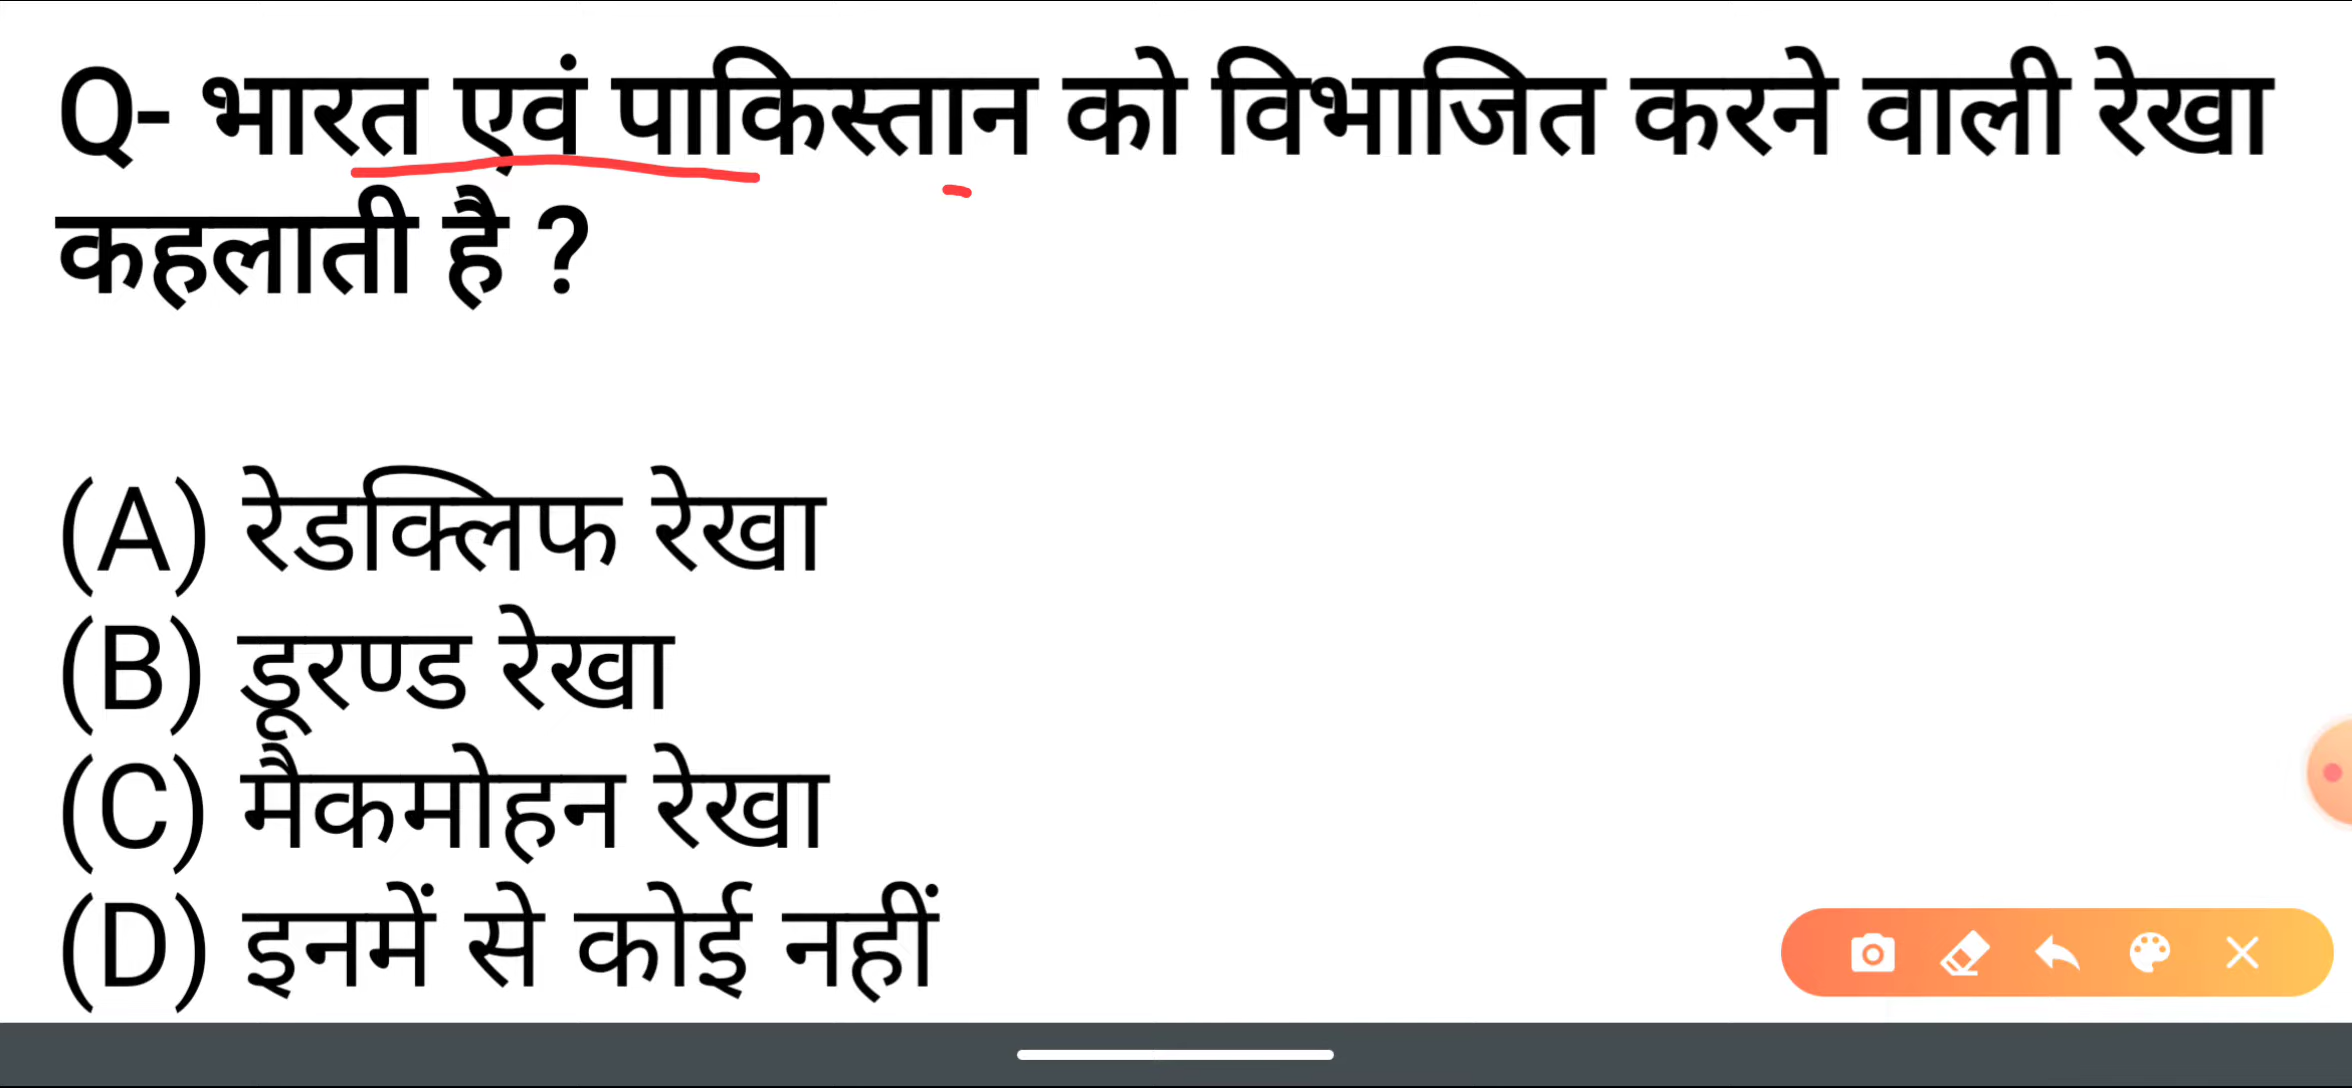 Q- भारत एवं पाकिस्तान को विभाजित करने वाली रेखा
कहलाती है ?
(A) रेडक्लिफ रेखा
(B) डूरण्ड रेखा
(C) मैकमोहन रेखा
(D) इनमें से कोई नहीं